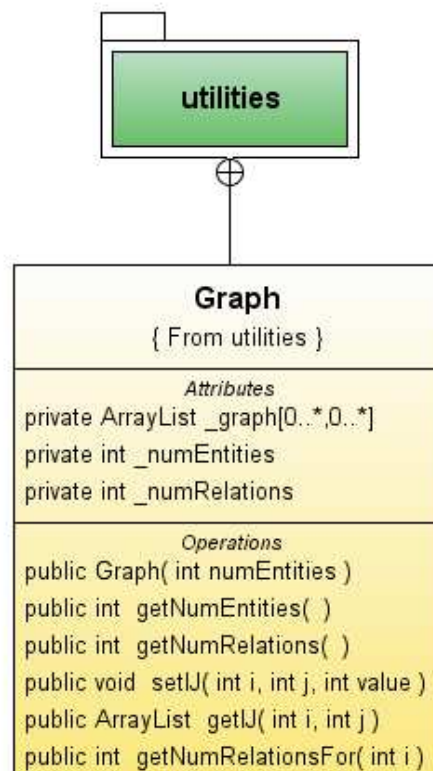 utilities
Graph
{ From utilities }
Attributes
private ArrayList _graph[0..*,0..*]
private int _numEntities
private int _numRelations
Operations
public Graph( int numEntities )
public int  getNumEntities(  )
public int  getNumRelations(  )
public void  setIJ( int i, int j, int value )
public ArrayList  getIJ( int i, int j )
public int  getNumRelationsFor( int i )